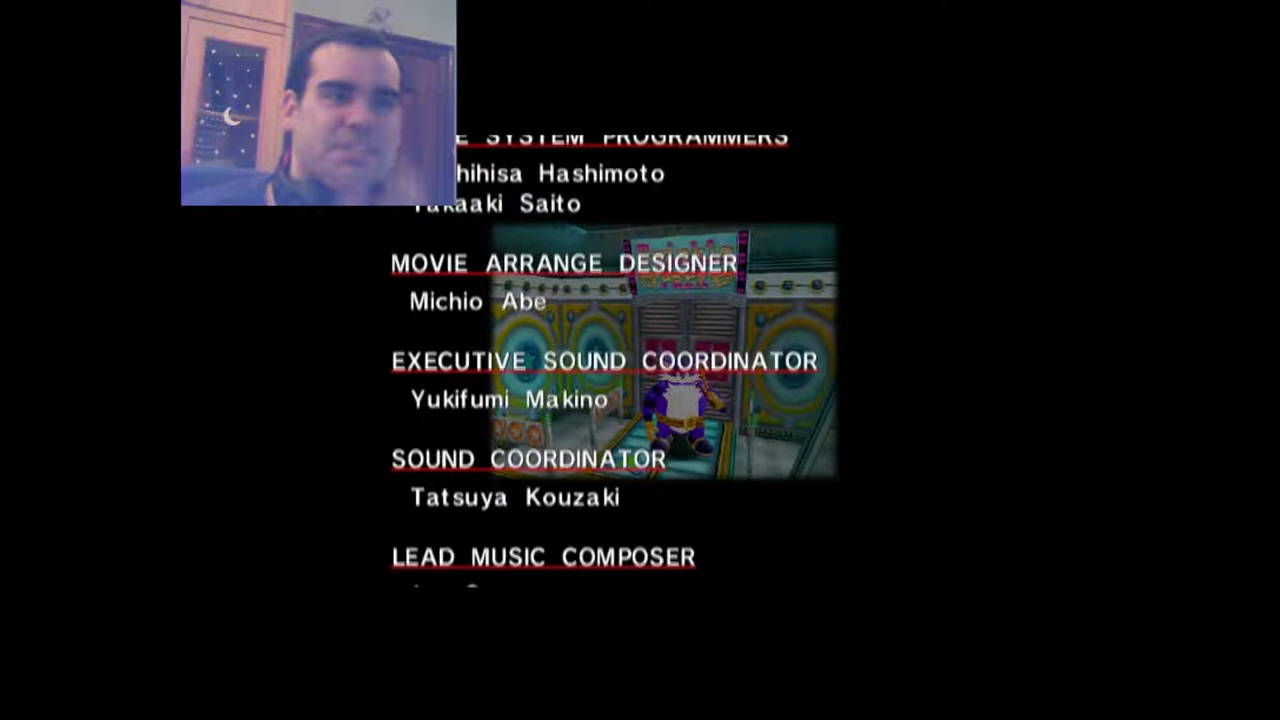 SYSTEM PROGRAMMERS
Hashimoto
Takaaki Saito
MOVIE ARRANGE DESIGNER
Michio Abe
EXECUTIVE SOUND COORDINATOR
Yukifumi Makino
SOUND COORDINATOR
Tatsuya Kouzaki
LEAD MUSIC COMPOSER